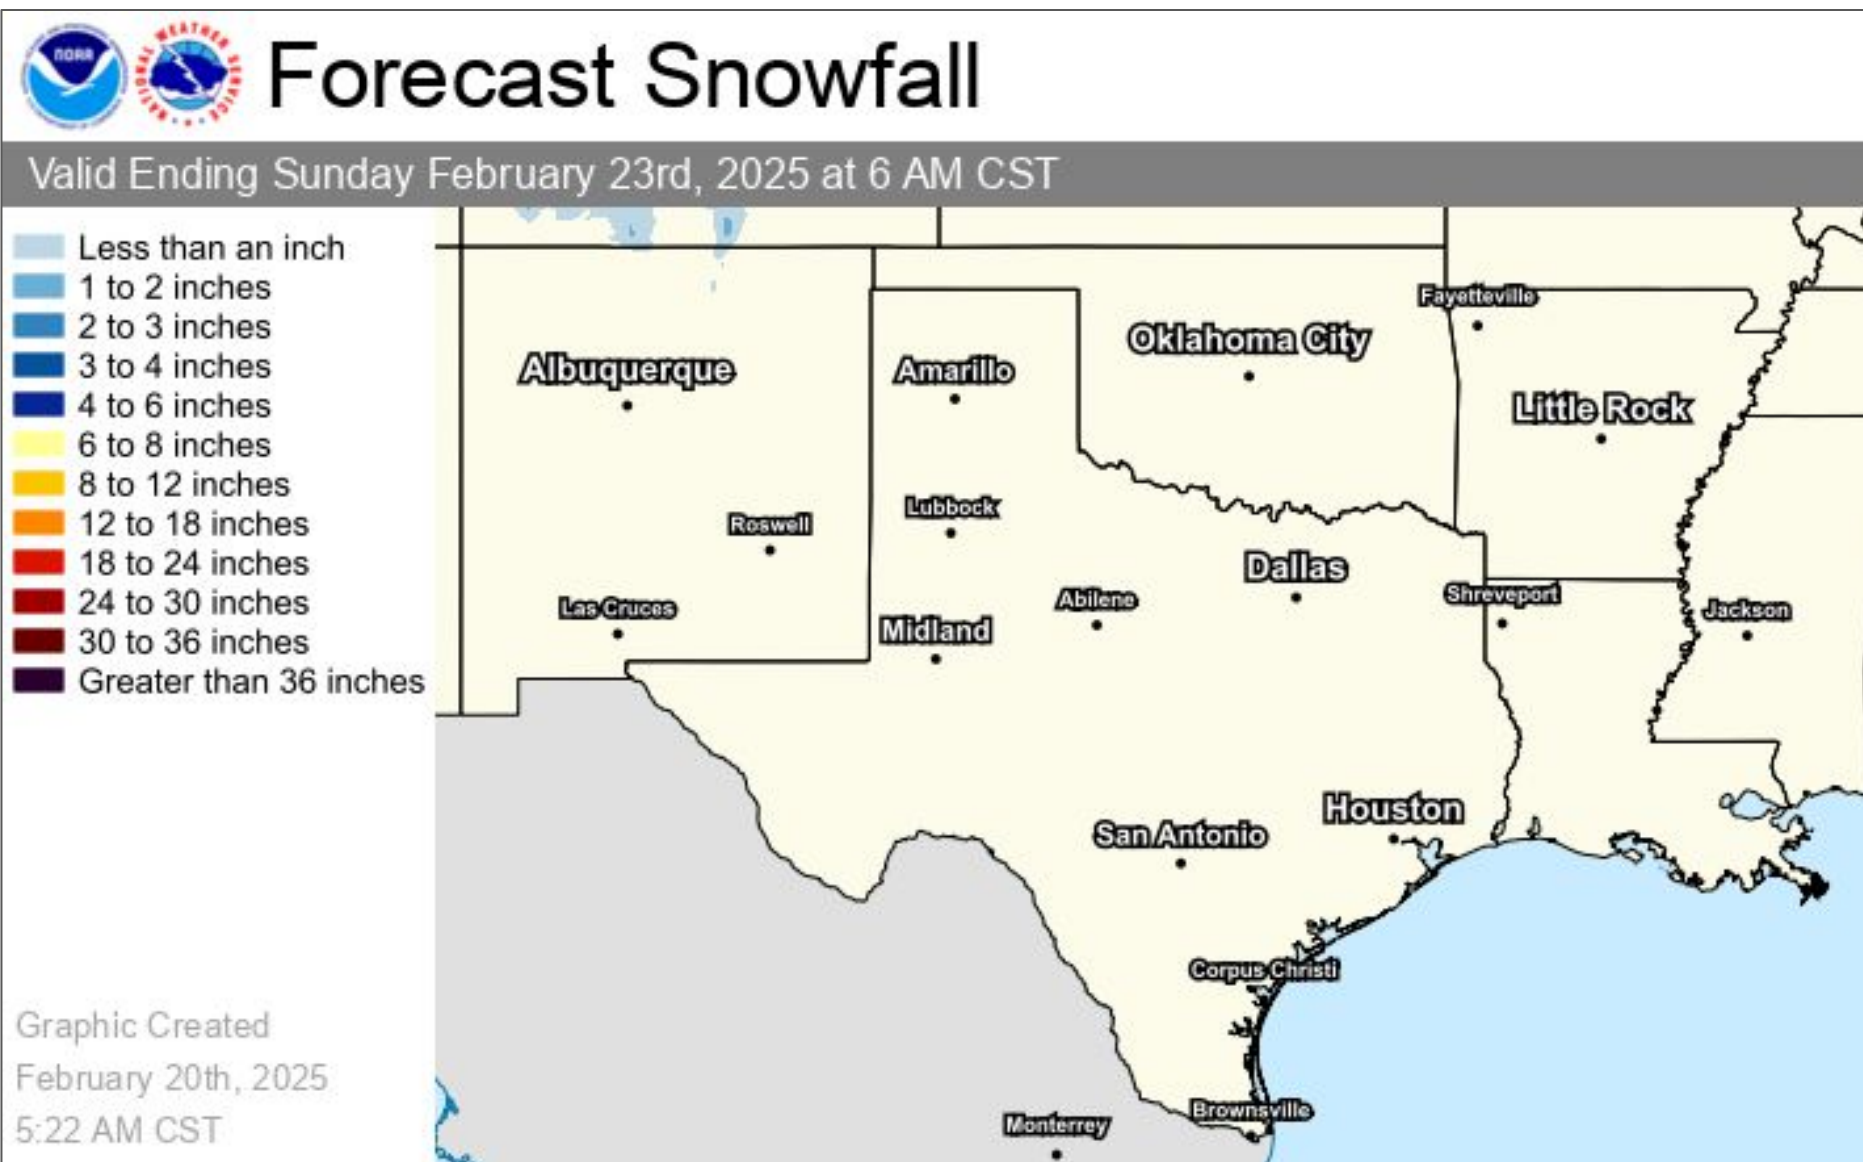 NOAA
NATIONAL WEATHER SERVICE
Forecast Snowfall
Valid Ending Sunday February 23rd, 2025 at 6 AM CST
Less than an inch
1 to 2 inches
2 to 3 inches
3 to 4 inches
4 to 6 inches
6 to 8 inches
8 to 12 inches
12 to 18 inches
18 to 24 inches
24 to 30 inches
30 to 36 inches
Greater than 36 inches
Graphic Created
February 20th, 2025
5:22 AM CST
Fayetteville
Oklahoma City
Albuquerque
Amarillo
Little Rock
Lubbock
Roswell
Dallas
Shreveport
Abilene
Las Cruces
Jackson
Midland
Houston
San Antonio
Corpus Christi
Brownsville
Monterrey